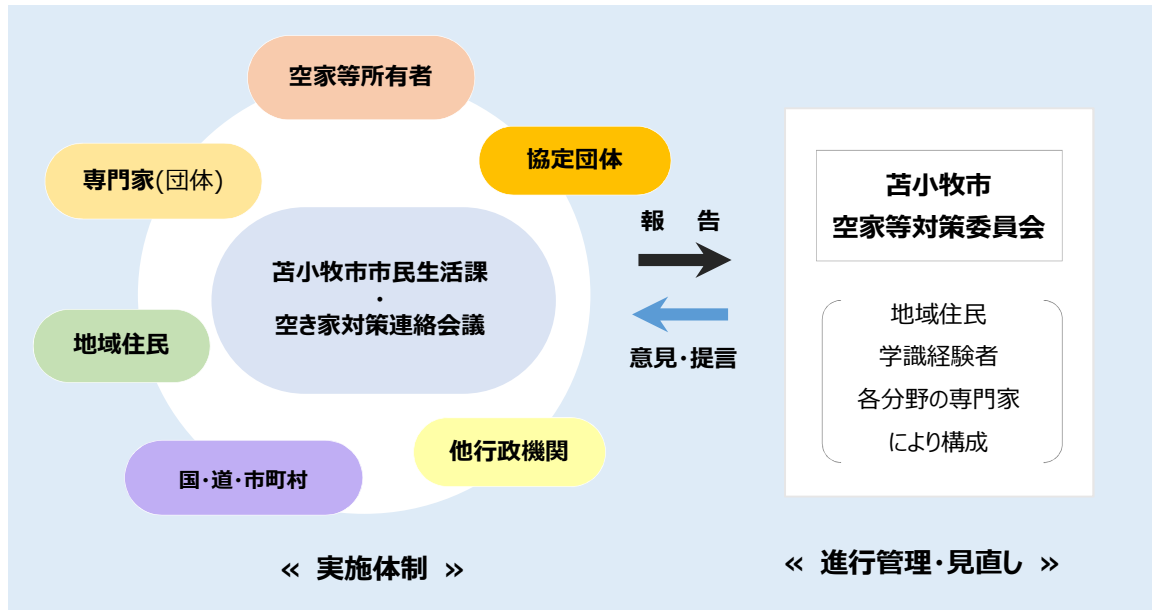 空家等所有者
協定団体
専門家(団体)
苫小牧市市民生活課
・
空き家対策連絡会議
地域住民
他行政機関
国・道・市町村
« 実施体制 »
報 告
意見・提言
苫小牧市
空家等対策委員会
地域住民
学識経験者
各分野の専門家
により構成
« 進行管理・見直し »